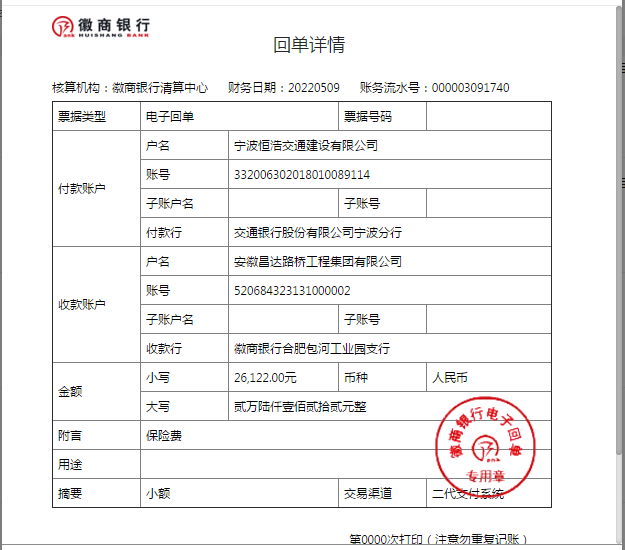 徽商银行
HUISHANG BANK
回单详情
核算机构：徽商银行清算中心 财务日期：20220509 账务流水号：000003091740
票据类型 电子回单 票据号码
付款账户
户名 宁波恒浩交通建设有限公司
账号 332006302018010089114
子账户名 子账号
付款行 交通银行股份有限公司宁波分行
收款账户
户名 安徽昌达路桥工程集团有限公司
账号 520684323131000002
子账户名 子账号
收款行 徽商银行合肥包河工业园支行
金额
小写 26,122.00元 币种 人民币
大写 贰万陆仟壹佰贰拾贰元整
附言 保险费
用途
摘要 小额 交易渠道 二代支付系统
徽商银行电子回单
专用章
第0000次打印（注意勿重复记账）